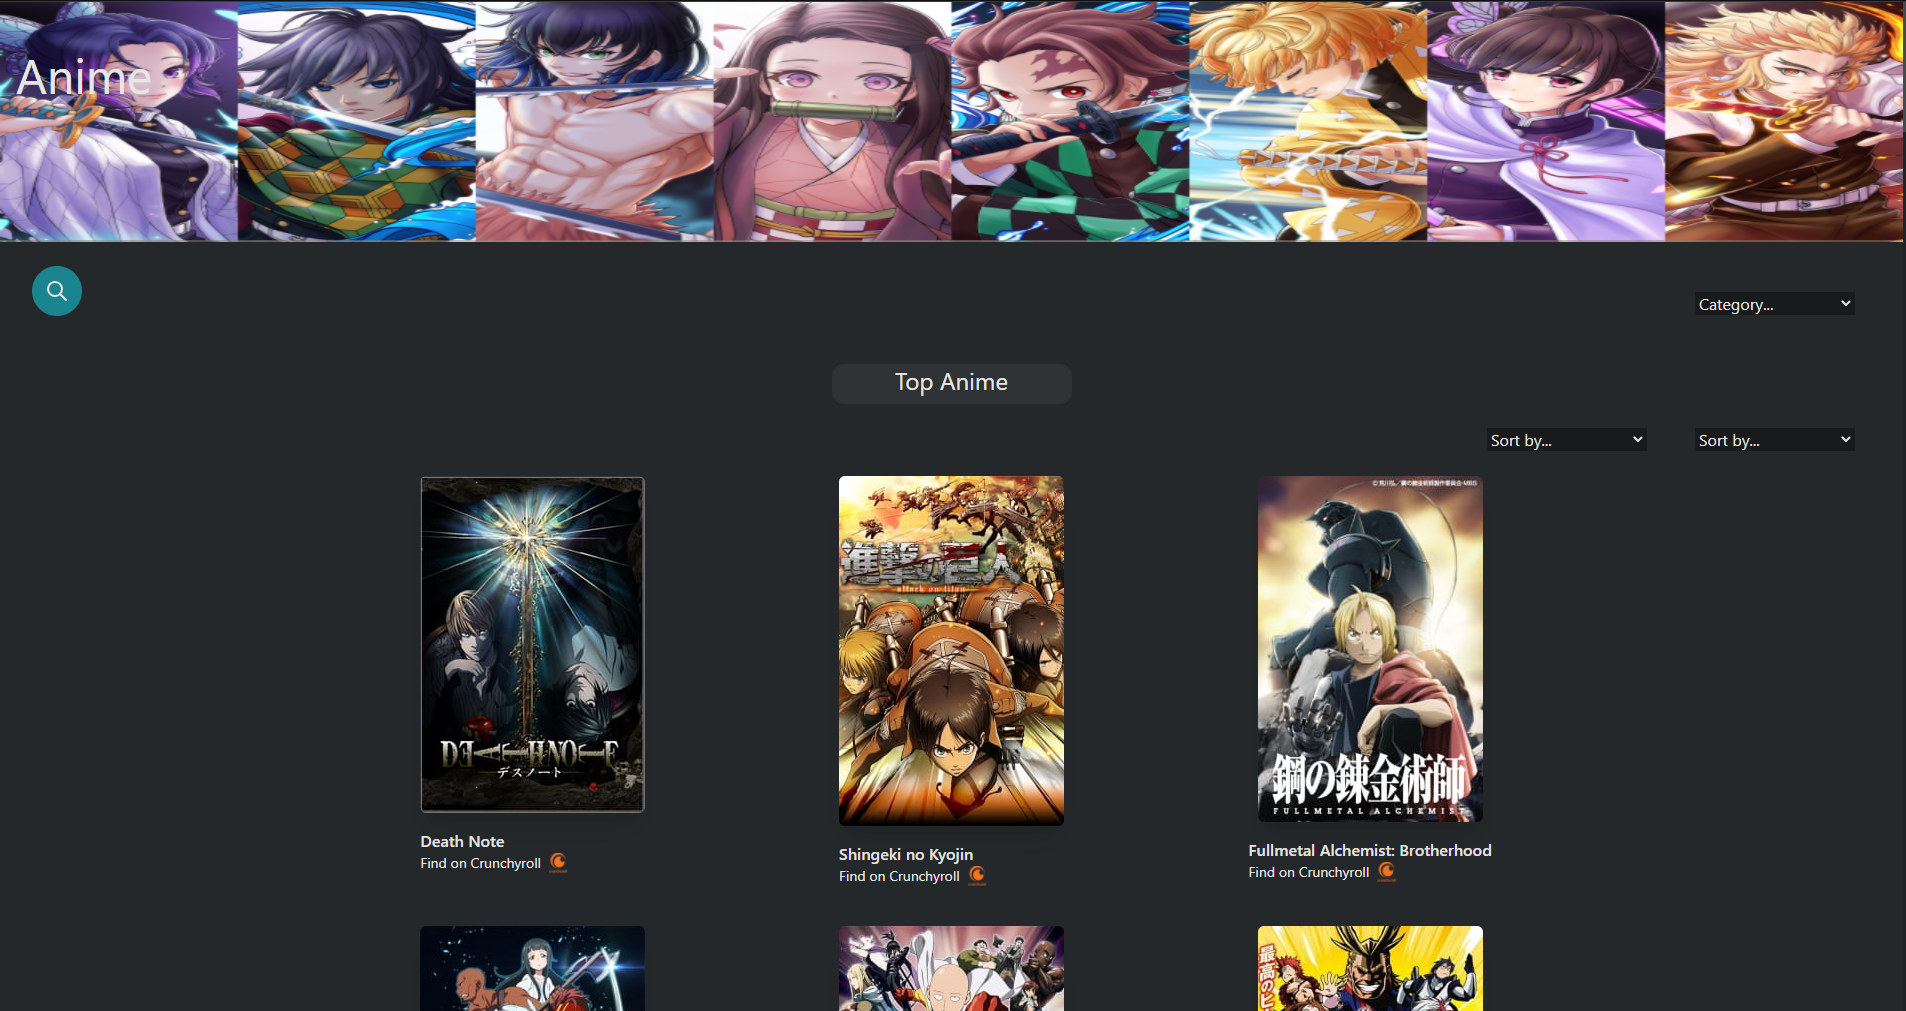 Anime
Category...
Top Anime
Sort by...
Sort by...
DEATHNOTE
デスノート
進撃の巨人
attack on titan
鋼の錬金術師
FULLMETAL ALCHEMIST
Death Note
Find on Crunchyroll
Shingeki no Kyojin
Find on Crunchyroll
Fullmetal Alchemist: Brotherhood
Find on Crunchyroll